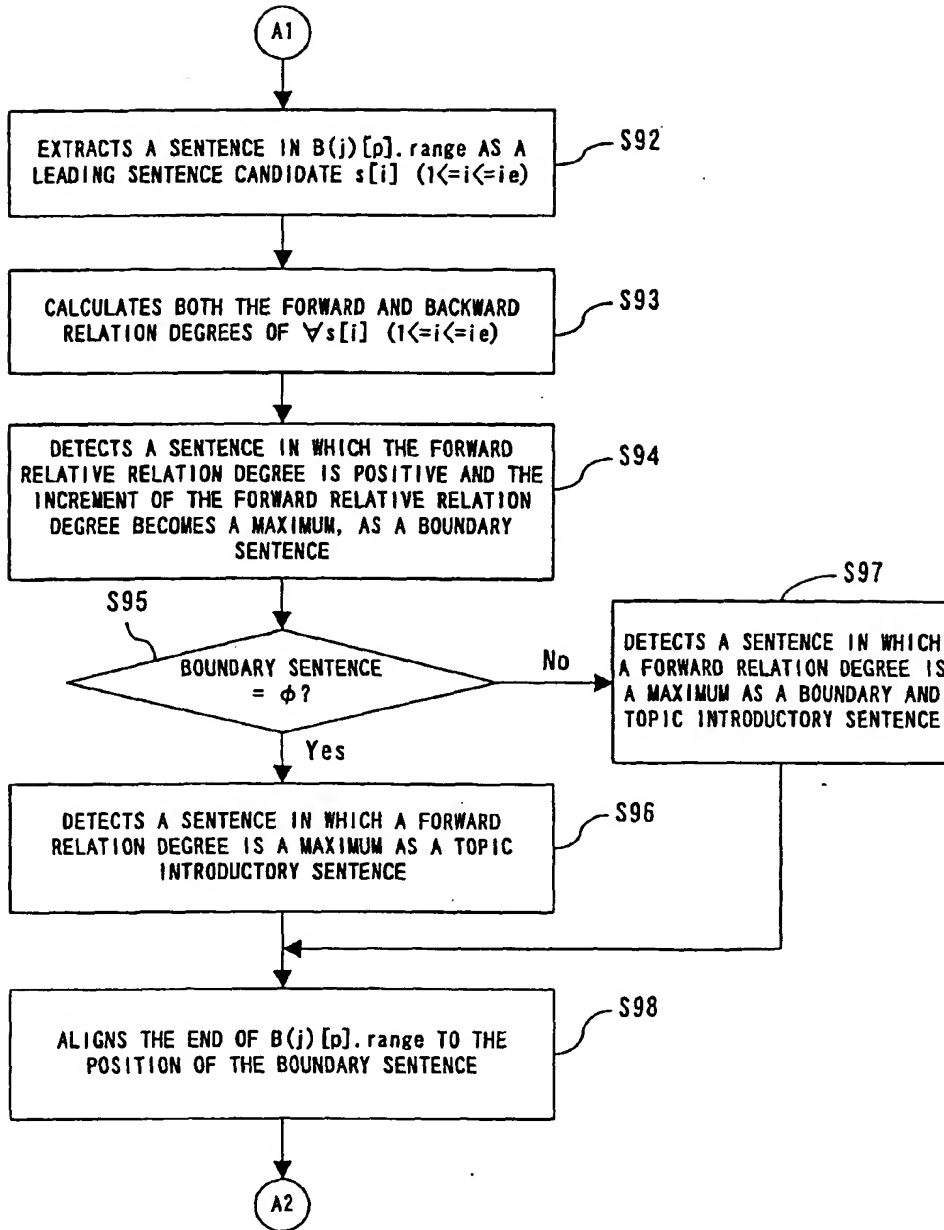 A1
EXTRACTS A SENTENCE IN B(j)[p].range AS A
LEADING SENTENCE CANDIDATE s[i] (1<=i<=ie)
S92
CALCULATES BOTH THE FORWARD AND BACKWARD
RELATION DEGREES OF ∀s[i] (1<=i<=ie)
S93
DETECTS A SENTENCE IN WHICH THE FORWARD
RELATIVE RELATION DEGREE IS POSITIVE AND THE
INCREMENT OF THE FORWARD RELATIVE RELATION
DEGREE BECOMES A MAXIMUM, AS A BOUNDARY
SENTENCE
S94
S95
BOUNDARY SENTENCE
= φ?
No
Yes
S97
DETECTS A SENTENCE IN WHICH
A FORWARD RELATION DEGREE IS
A MAXIMUM AS A BOUNDARY AND
TOPIC INTRODUCTORY SENTENCE
DETECTS A SENTENCE IN WHICH A FORWARD
RELATION DEGREE IS A MAXIMUM AS A TOPIC
INTRODUCTORY SENTENCE
S96
ALIGNS THE END OF B(j)[p].range TO THE
POSITION OF THE BOUNDARY SENTENCE
S98
A2